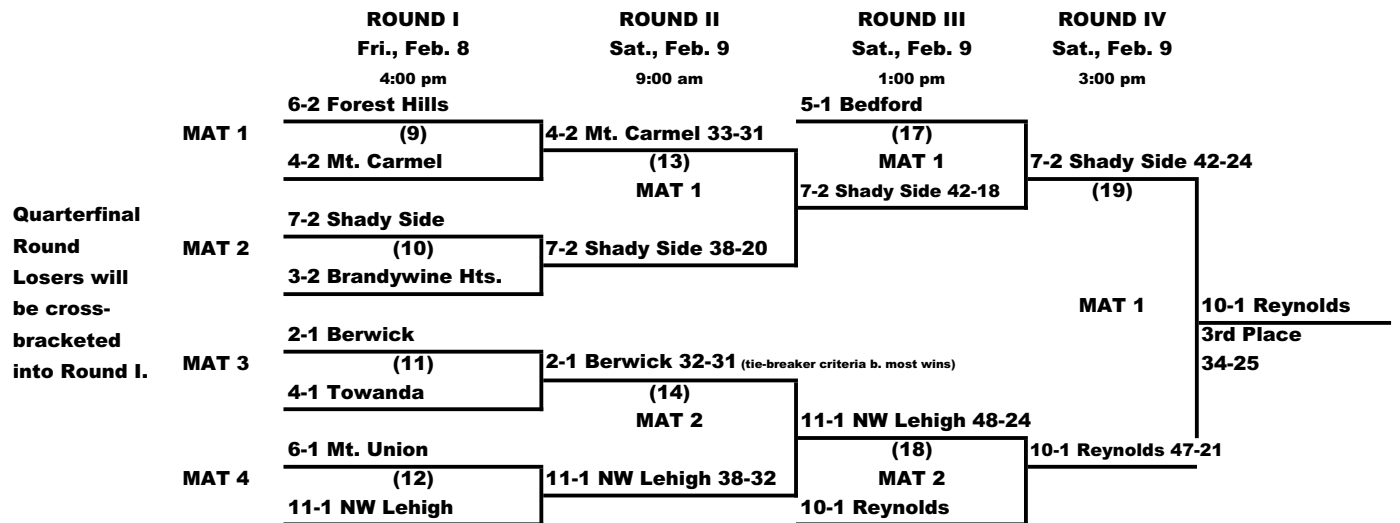 ROUND I ROUND II ROUND III ROUND IV
Fri., Feb. 8 Sat., Feb. 9 Sat., Feb. 9 Sat., Feb. 9
4:00 pm 9:00 am 1:00 pm 3:00 pm
6-2 Forest Hills 5-1 Bedford
MAT 1 (9) 4-2 Mt. Carmel 33-31 (17)
4-2 Mt. Carmel (13) MAT 1 7-2 Shady Side 42-24
MAT 1 7-2 Shady Side 42-18 (19)
Quarterfinal
Round
Losers will
be cross-
bracketed
into Round I.
7-2 Shady Side
MAT 2 (10) 7-2 Shady Side 38-20
3-2 Brandywine Hts.
MAT 1 10-1 Reynolds
3rd Place
34-25
2-1 Berwick
MAT 3 (11) 2-1 Berwick 32-31 (tie-breaker criteria b. most wins)
4-1 Towanda (14)
MAT 2 11-1 NW Lehigh 48-24
6-1 Mt. Union (18) 10-1 Reynolds 47-21
MAT 4 (12) 11-1 NW Lehigh 38-32 MAT 2
11-1 NW Lehigh 10-1 Reynolds